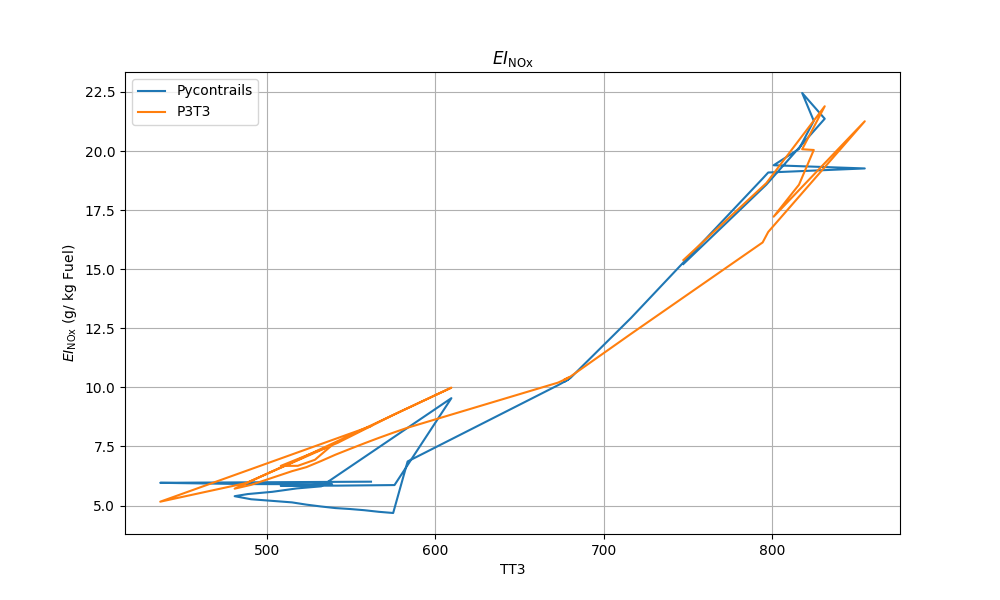 EI_NOx
Pycontrails
P3T3
22.5
20.0
17.5
15.0
12.5
10.0
7.5
5.0
EI_NOx (g/ kg Fuel)
500 600 700 800
TT3